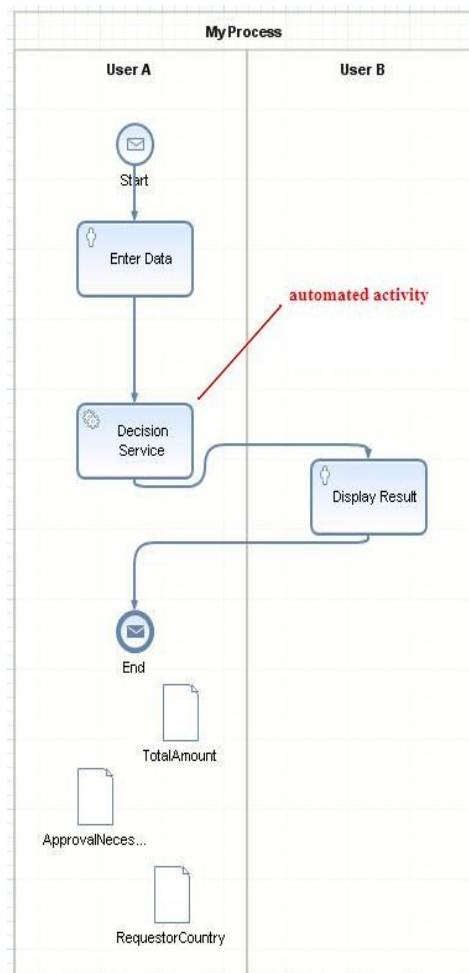 MyProcess
User A
User B
Start
Enter Data
automated activity
Decision
Service
Display Result
End
TotalAmount
ApprovalNeces...
RequestorCountry